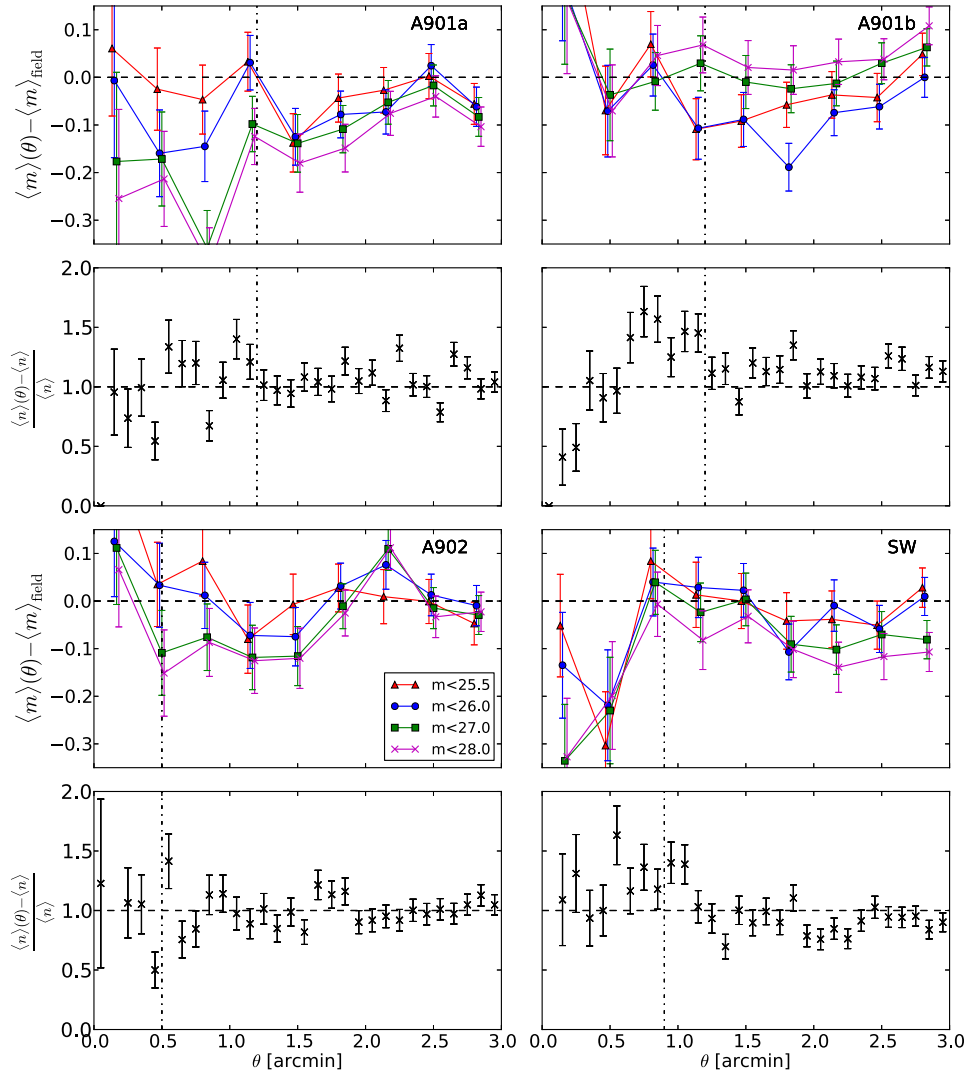 A901a
A901b
0.1
0.0
−0.1
−0.2
−0.3
⟨m⟩(θ)−⟨m⟩field
2.0
1.5
1.0
0.5
0.0
⟨n⟩(θ)−⟨n⟩
⟨n⟩
A902
SW
0.1
0.0
−0.1
−0.2
−0.3
⟨m⟩(θ)−⟨m⟩field
m<25.5
m<26.0
m<27.0
m<28.0
2.0
1.5
1.0
0.5
0.0
⟨n⟩(θ)−⟨n⟩
⟨n⟩
0.0 0.5 1.0 1.5 2.0 2.5 3.0
0.0 0.5 1.0 1.5 2.0 2.5 3.0
θ [arcmin]
θ [arcmin]